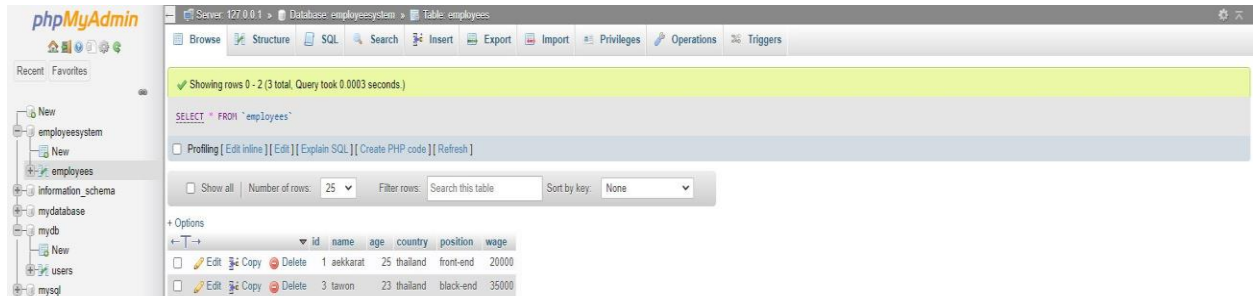 phpMyAdmin
Recent Favorites
New
employeesystem
New
employees
information_schema
mydatabase
mydb
New
users
mysql
Server: 127.0.0.1 » Database: employeesystem » Table: employees
Browse Structure SQL Search Insert Export Import Privileges Operations Triggers
Showing rows 0 - 2 (3 total, Query took 0.0003 seconds.)
SELECT * FROM `employees`
Profiling [ Edit inline ] [ Edit ] [ Explain SQL ] [ Create PHP code ] [ Refresh ]
Show all | Number of rows: 25 Filter rows: Search this table Sort by key: None
+ Options
←T→ id name age country position wage
Edit Copy Delete 1 aekkarat 25 thailand front-end 20000
Edit Copy Delete 3 tawon 23 thailand black-end 35000